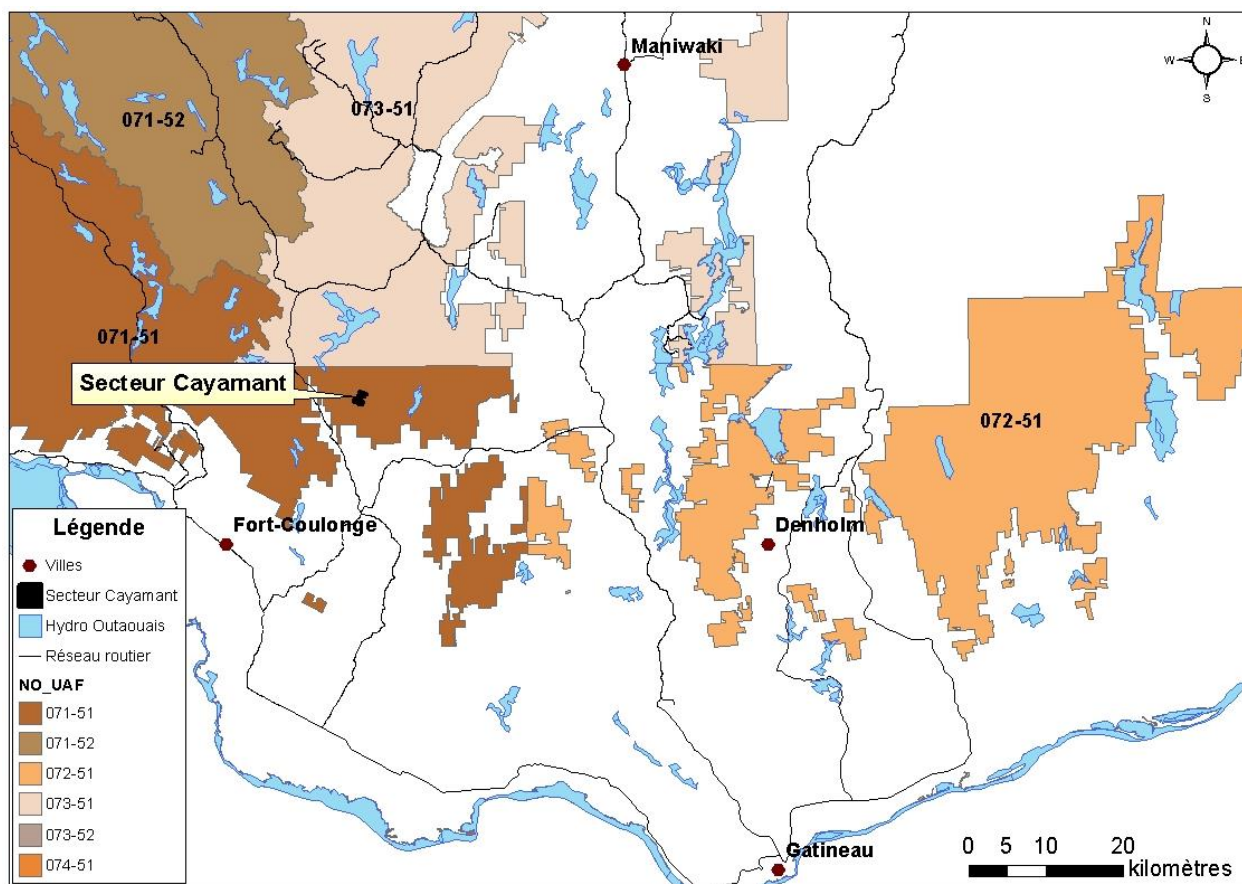 Maniwaki
N
W
E
S
073-51
071-52
071-51
Secteur Cayamant
072-51
Fort-Coulonge
Denholm
Légende
Villes
Secteur Cayamant
Hydro Outaouais
Réseau routier
NO_UAF
071-51
071-52
072-51
073-51
073-52
074-51
Gatineau
0 5 10 20
kilomètres